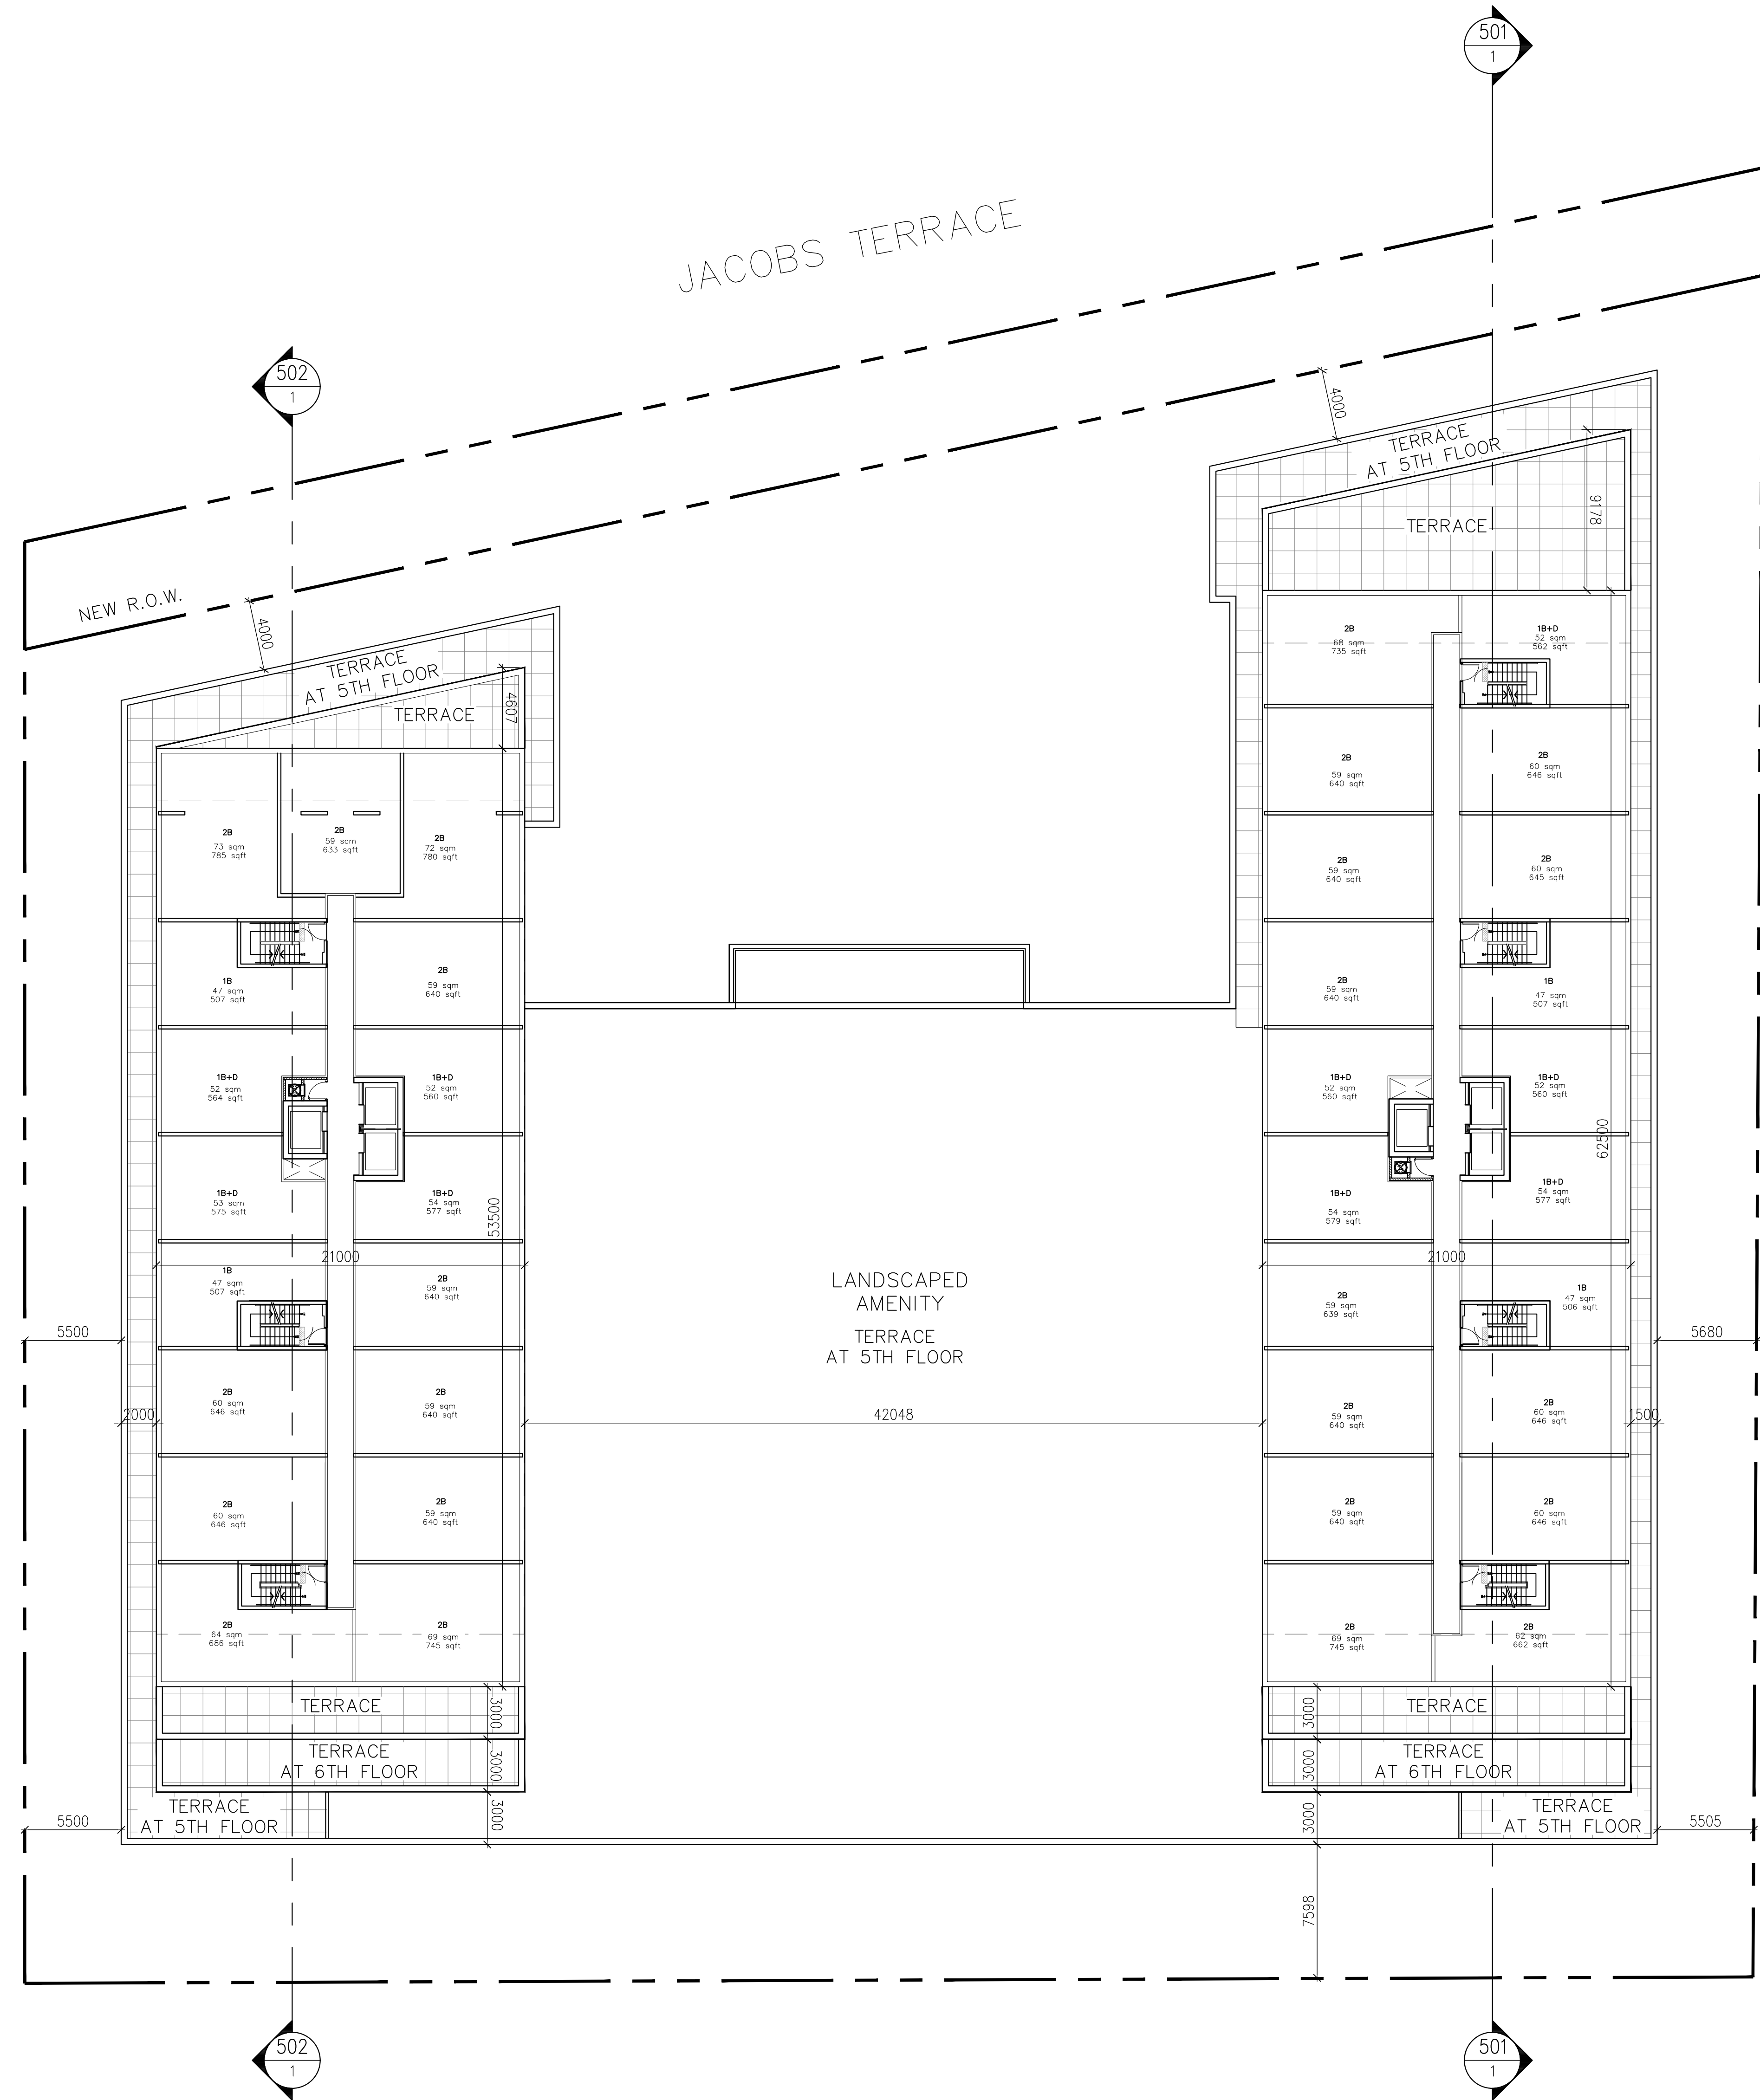 501
1
JACOBS TERRACE
502
1
NEW R.O.W.
4000
4000
TERRACE
AT 5TH FLOOR
TERRACE
9178
TERRACE
AT 5TH FLOOR
TERRACE
4607
2B
73 sqm
785 sqft
2B
59 sqm
633 sqft
2B
72 sqm
780 sqft
1B
47 sqm
507 sqft
2B
59 sqm
640 sqft
1B+D
52 sqm
564 sqft
1B+D
52 sqm
560 sqft
1B+D
53 sqm
575 sqft
1B+D
54 sqm
577 sqft
53500
21000
1B
47 sqm
507 sqft
2B
59 sqm
640 sqft
2B
60 sqm
646 sqft
2B
59 sqm
640 sqft
2B
60 sqm
646 sqft
2B
59 sqm
640 sqft
2B
64 sqm
686 sqft
2B
69 sqm
745 sqft
5500
2000
TERRACE
3000
TERRACE
AT 6TH FLOOR
3000
TERRACE
AT 5TH FLOOR
3000
5500
LANDSCAPED
AMENITY
TERRACE
AT 5TH FLOOR
42048
2B
68 sqm
735 sqft
1B+D
52 sqm
562 sqft
2B
59 sqm
640 sqft
2B
60 sqm
646 sqft
2B
59 sqm
640 sqft
2B
60 sqm
645 sqft
2B
59 sqm
640 sqft
1B
47 sqm
507 sqft
1B+D
52 sqm
560 sqft
1B+D
52 sqm
560 sqft
62500
1B+D
54 sqm
579 sqft
1B+D
54 sqm
577 sqft
21000
2B
59 sqm
639 sqft
1B
47 sqm
506 sqft
5680
2B
59 sqm
640 sqft
2B
60 sqm
646 sqft
1500
2B
59 sqm
640 sqft
2B
60 sqm
646 sqft
2B
69 sqm
745 sqft
2B
62 sqm
662 sqft
3000
TERRACE
3000
TERRACE
AT 6TH FLOOR
3000
TERRACE
AT 5TH FLOOR
5505
7598
502
1
501
1